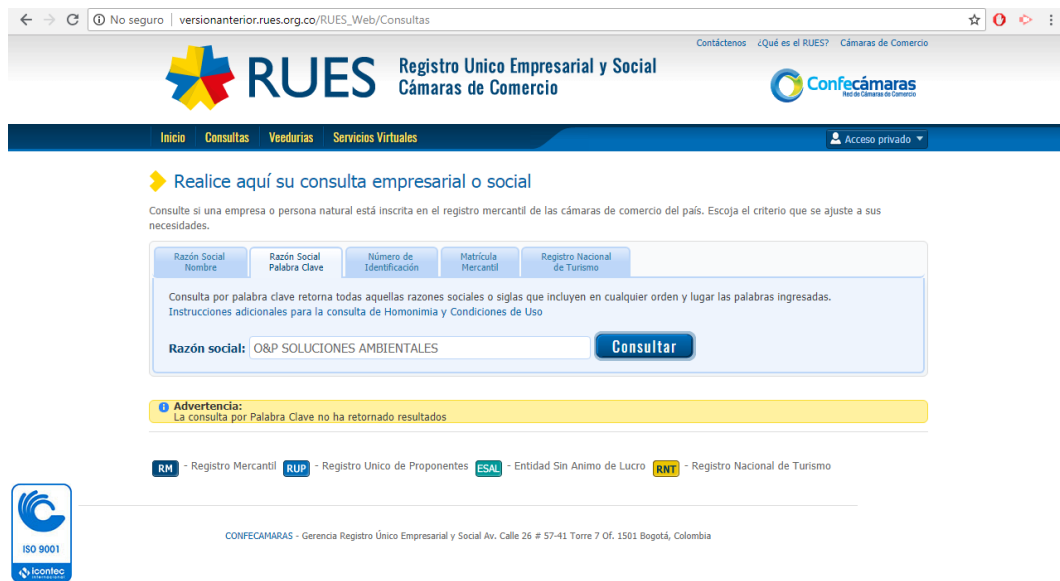 No seguro | versionanterior.rues.org.co/RUES_Web/Consultas
Contáctenos ¿Qué es el RUES? Cámaras de Comercio
RUES Registro Unico Empresarial y Social
Cámaras de Comercio
Confecámaras
Red de Cámaras de Comercio
Inicio Consultas Veedurias Servicios Virtuales Acceso privado
Realice aquí su consulta empresarial o social
Consulte si una empresa o persona natural está inscrita en el registro mercantil de las cámaras de comercio del país. Escoja el criterio que se ajuste a sus
necesidades.
Razón Social Nombre Razón Social Palabra Clave Número de Identificación Matrícula Mercantil Registro Nacional de Turismo
Consulta por palabra clave retorna todas aquellas razones sociales o siglas que incluyen en cualquier orden y lugar las palabras ingresadas.
Instrucciones adicionales para la consulta de Homonimia y Condiciones de Uso
Razón social: O&P SOLUCIONES AMBIENTALES Consultar
Advertencia:
La consulta por Palabra Clave no ha retornado resultados
RM - Registro Mercantil RUP - Registro Unico de Proponentes ESAL - Entidad Sin Animo de Lucro RNT - Registro Nacional de Turismo
CONFECAMARAS - Gerencia Registro Único Empresarial y Social Av. Calle 26 # 57-41 Torre 7 Of. 1501 Bogotá, Colombia
ISO 9001
icontec
internacional